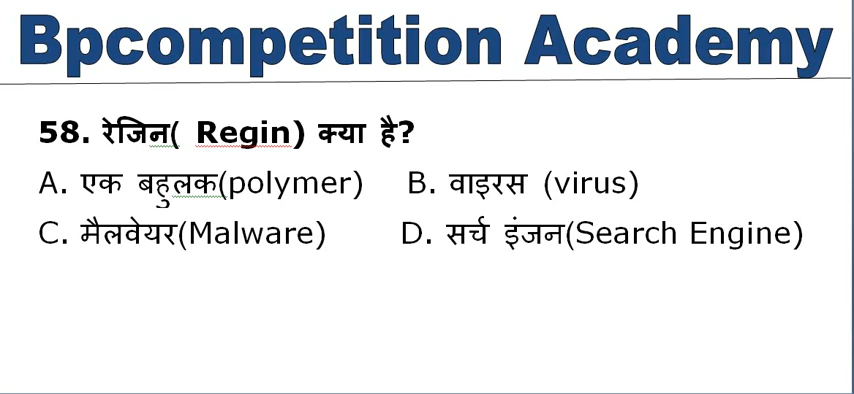 Bpcompetition Academy
58. रेजिन( Regin) क्या है?
A. एक बहुलक(polymer) B. वाइरस (virus)
C. मैलवेयर(Malware) D. सर्च इंजन(Search Engine)